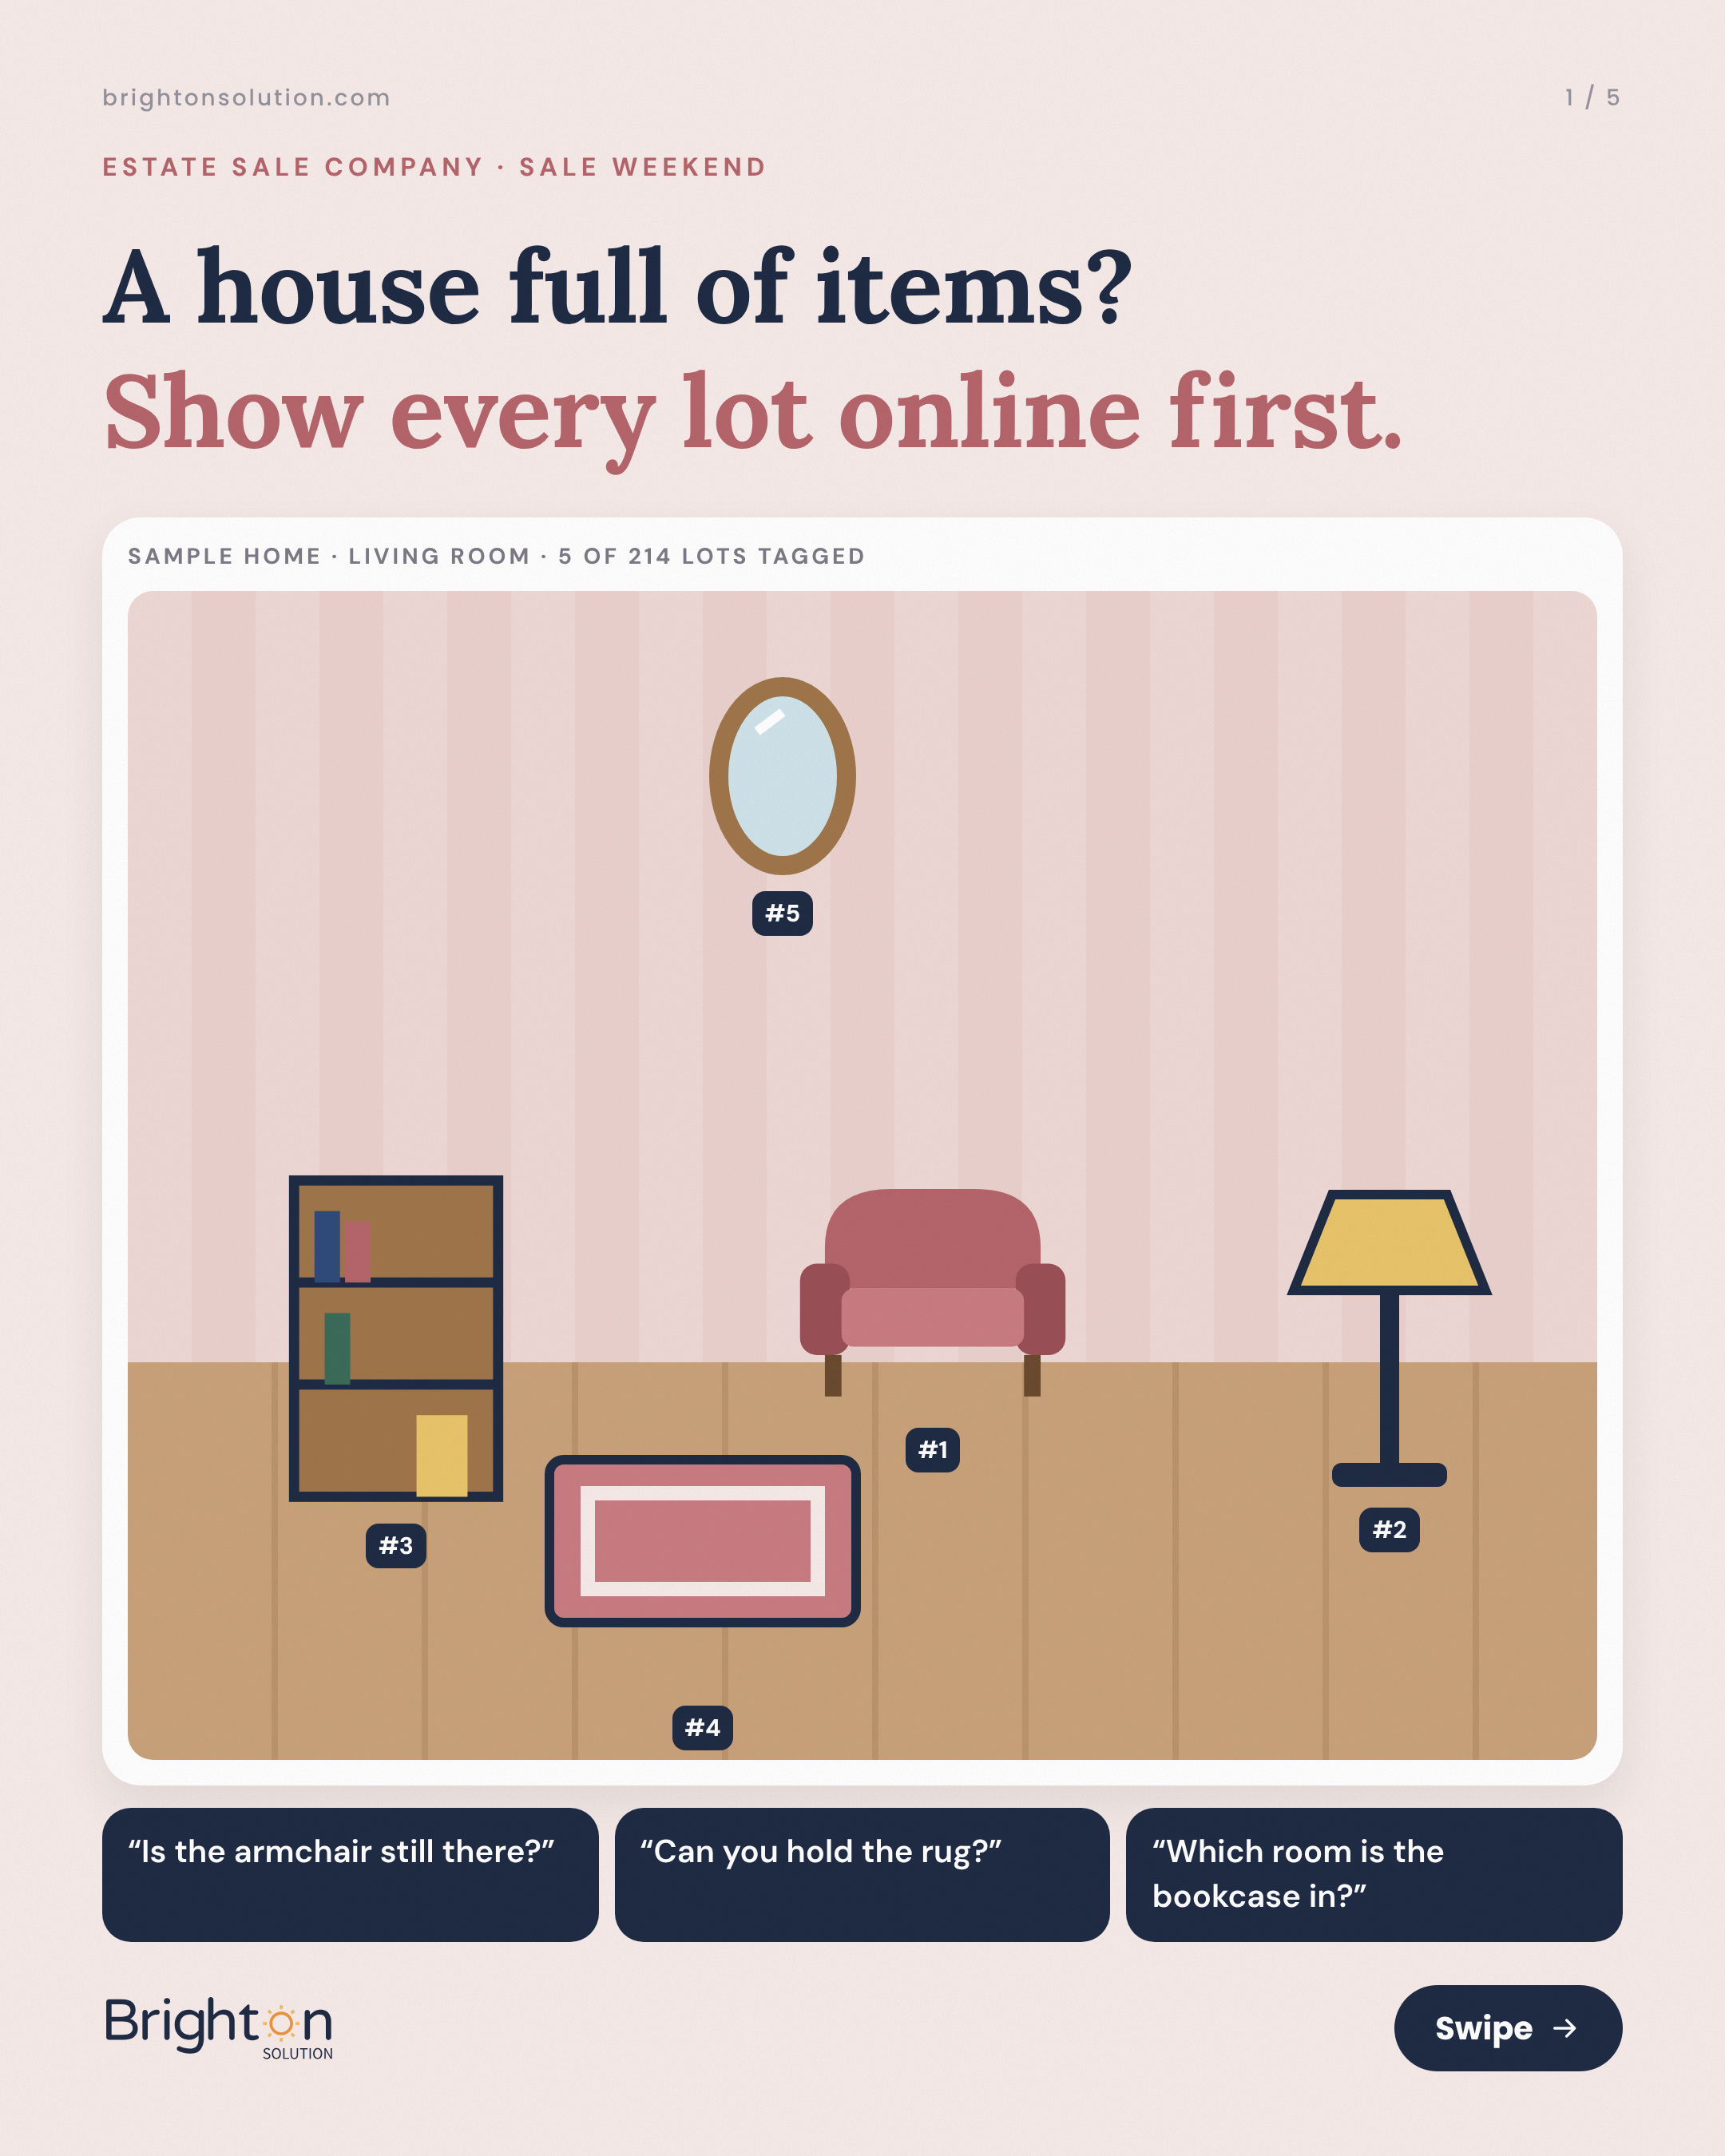 brightonsolution.com
1 / 5
ESTATE SALE COMPANY · SALE WEEKEND
A house full of items?
Show every lot online first.
SAMPLE HOME · LIVING ROOM · 5 OF 214 LOTS TAGGED
#5
#1
#2
#3
#4
“Is the armchair still there?”
“Can you hold the rug?”
“Which room is the
bookcase in?”
Brighton
SOLUTION
Swipe →